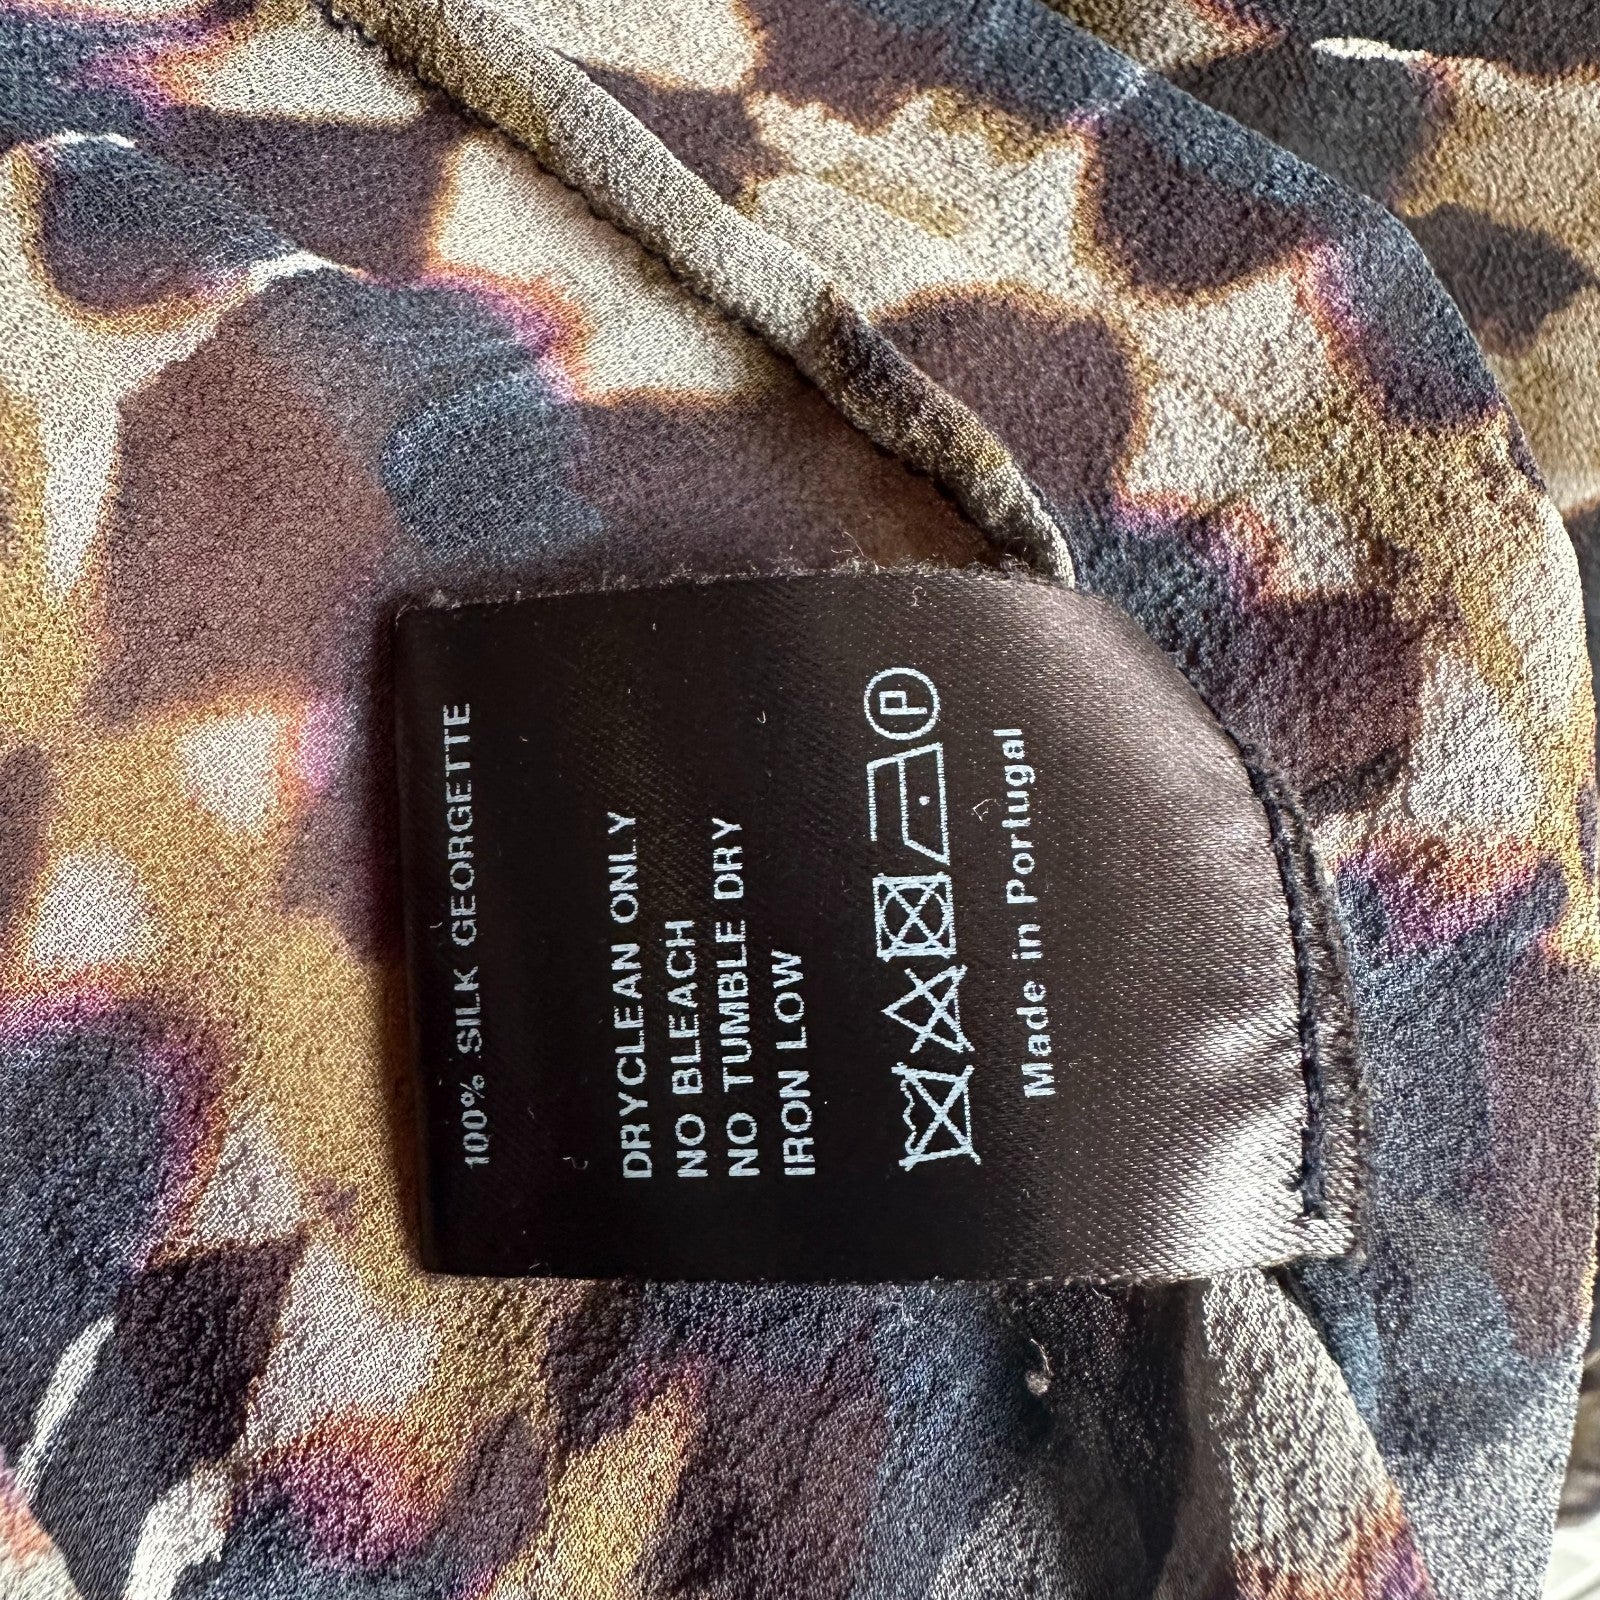 100% SILK GEORGETTE
DRYCLEAN ONLY
NO BLEACH
NO TUMBLE DRY
IRON LOW
P
Made in Portugal